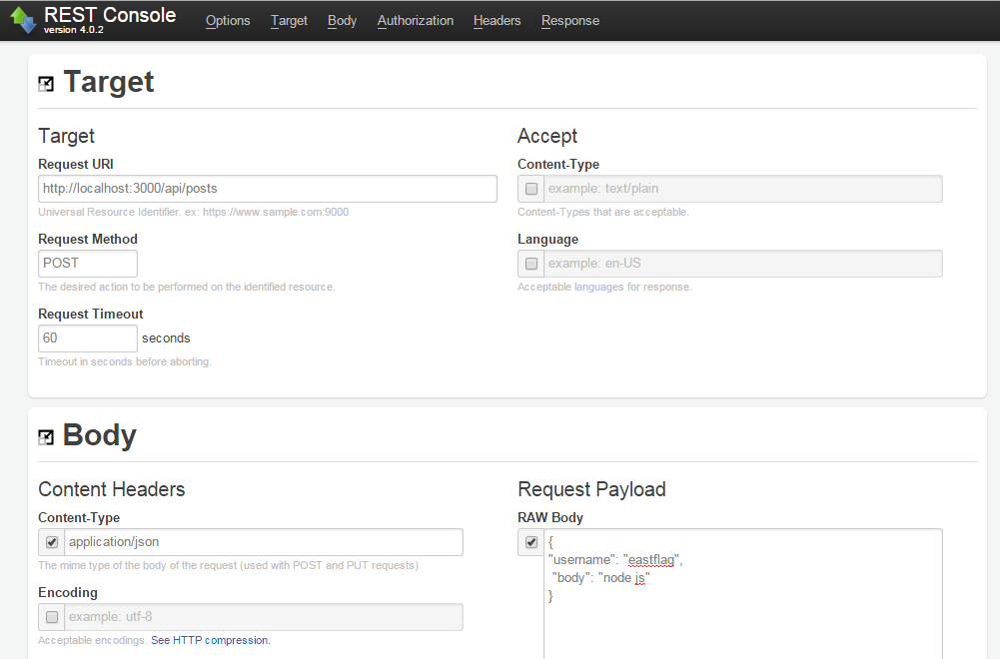 REST Console
version 4.0.2
Options Target Body Authorization Headers Response
Target
Target
Request URI
http://localhost:3000/api/posts
Universal Resource Identifier. ex: https://www.sample.com:9000
Request Method
POST
The desired action to be performed on the identified resource.
Request Timeout
60 seconds
Timeout in seconds before aborting.
Accept
Content-Type
example: text/plain
Content-Types that are acceptable.
Language
example: en-US
Acceptable languages for response.
Body
Content Headers
Content-Type
application/json
The mime type of the body of the request (used with POST and PUT requests)
Encoding
example: utf-8
Acceptable encodings. See HTTP compression.
Request Payload
RAW Body
{
"username": "eastflag",
"body": "node js"
}